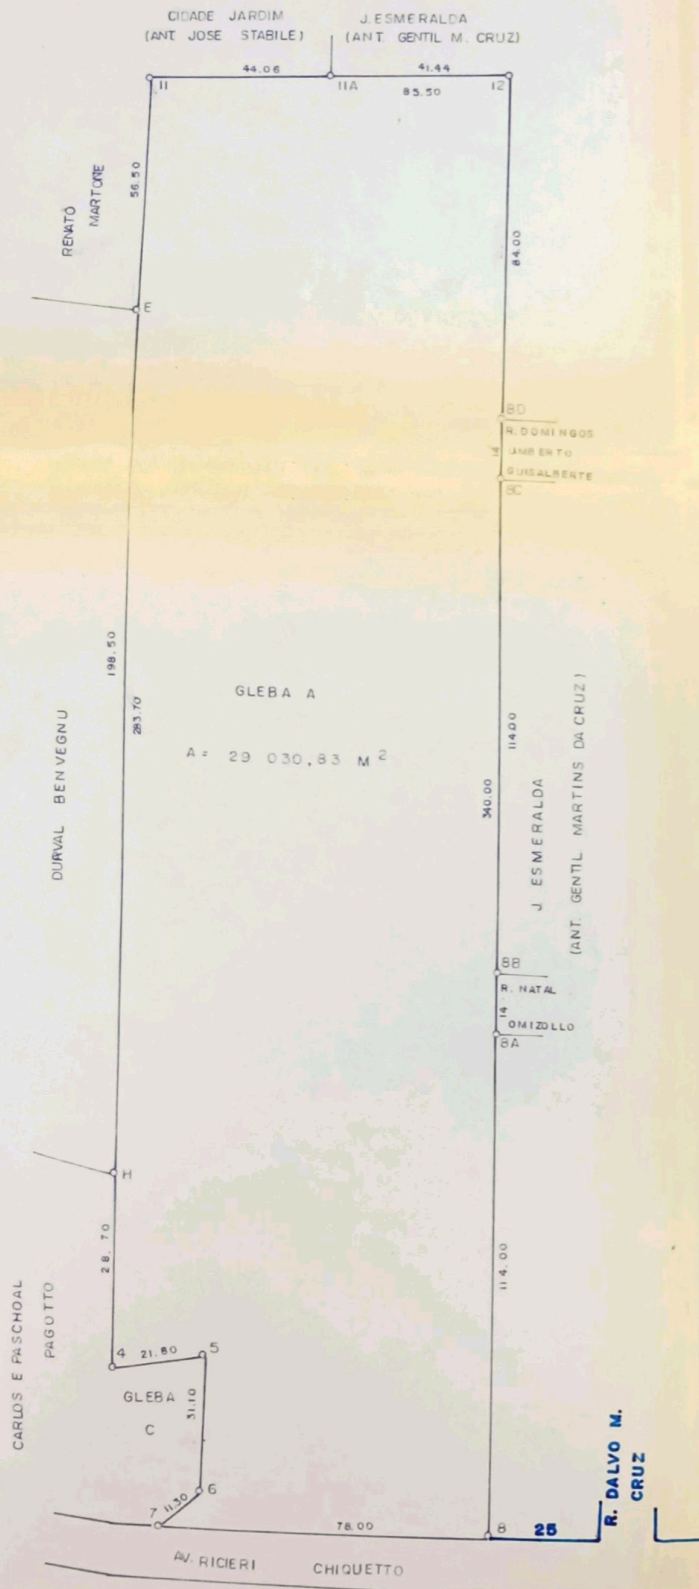 CIDADE JARDIM
(ANT. JOSE STABILE)
J. ESMERALDA
(ANT. GENTIL M. CRUZ)
44.06
41.44
11
11A
85.50
12
RENATO
MARTONE
56.50
84.00
E
8D
R. DOMINGOS
14
UMBERTO
GUISALBERTE
8C
198.50
283.70
GLEBA A
A = 29 030,83 M²
DURVAL BENVEGNU
114.00
340.00
J. ESMERALDA
(ANT. GENTIL MARTINS DA CRUZ)
8B
R. NATAL
14
OMIZOLLO
8A
H
28.70
114.00
CARLOS E PASCHOAL
PAGOTTO
4
21.80
5
GLEBA
C
31.10
6
7
11.30
78.00
8
25
R. DALVO M.
CRUZ
AV. RICIERI CHIQUETTO